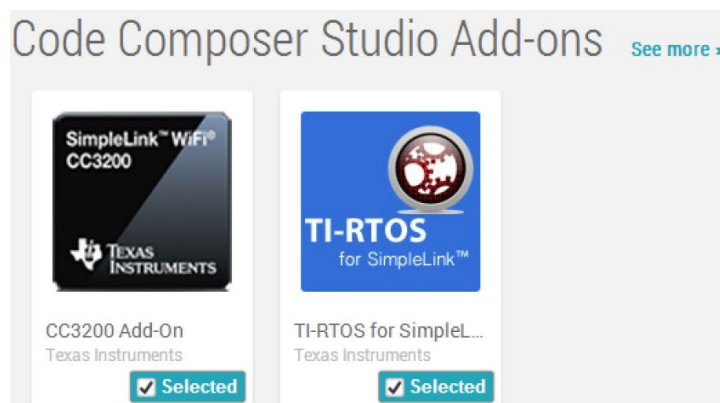 Code Composer Studio Add-ons See more »
SimpleLink™ WiFi®
CC3200
TEXAS
INSTRUMENTS
TI-RTOS
for SimpleLink™
CC3200 Add-On
Texas Instruments
Selected
TI-RTOS for SimpleL...
Texas Instruments
Selected